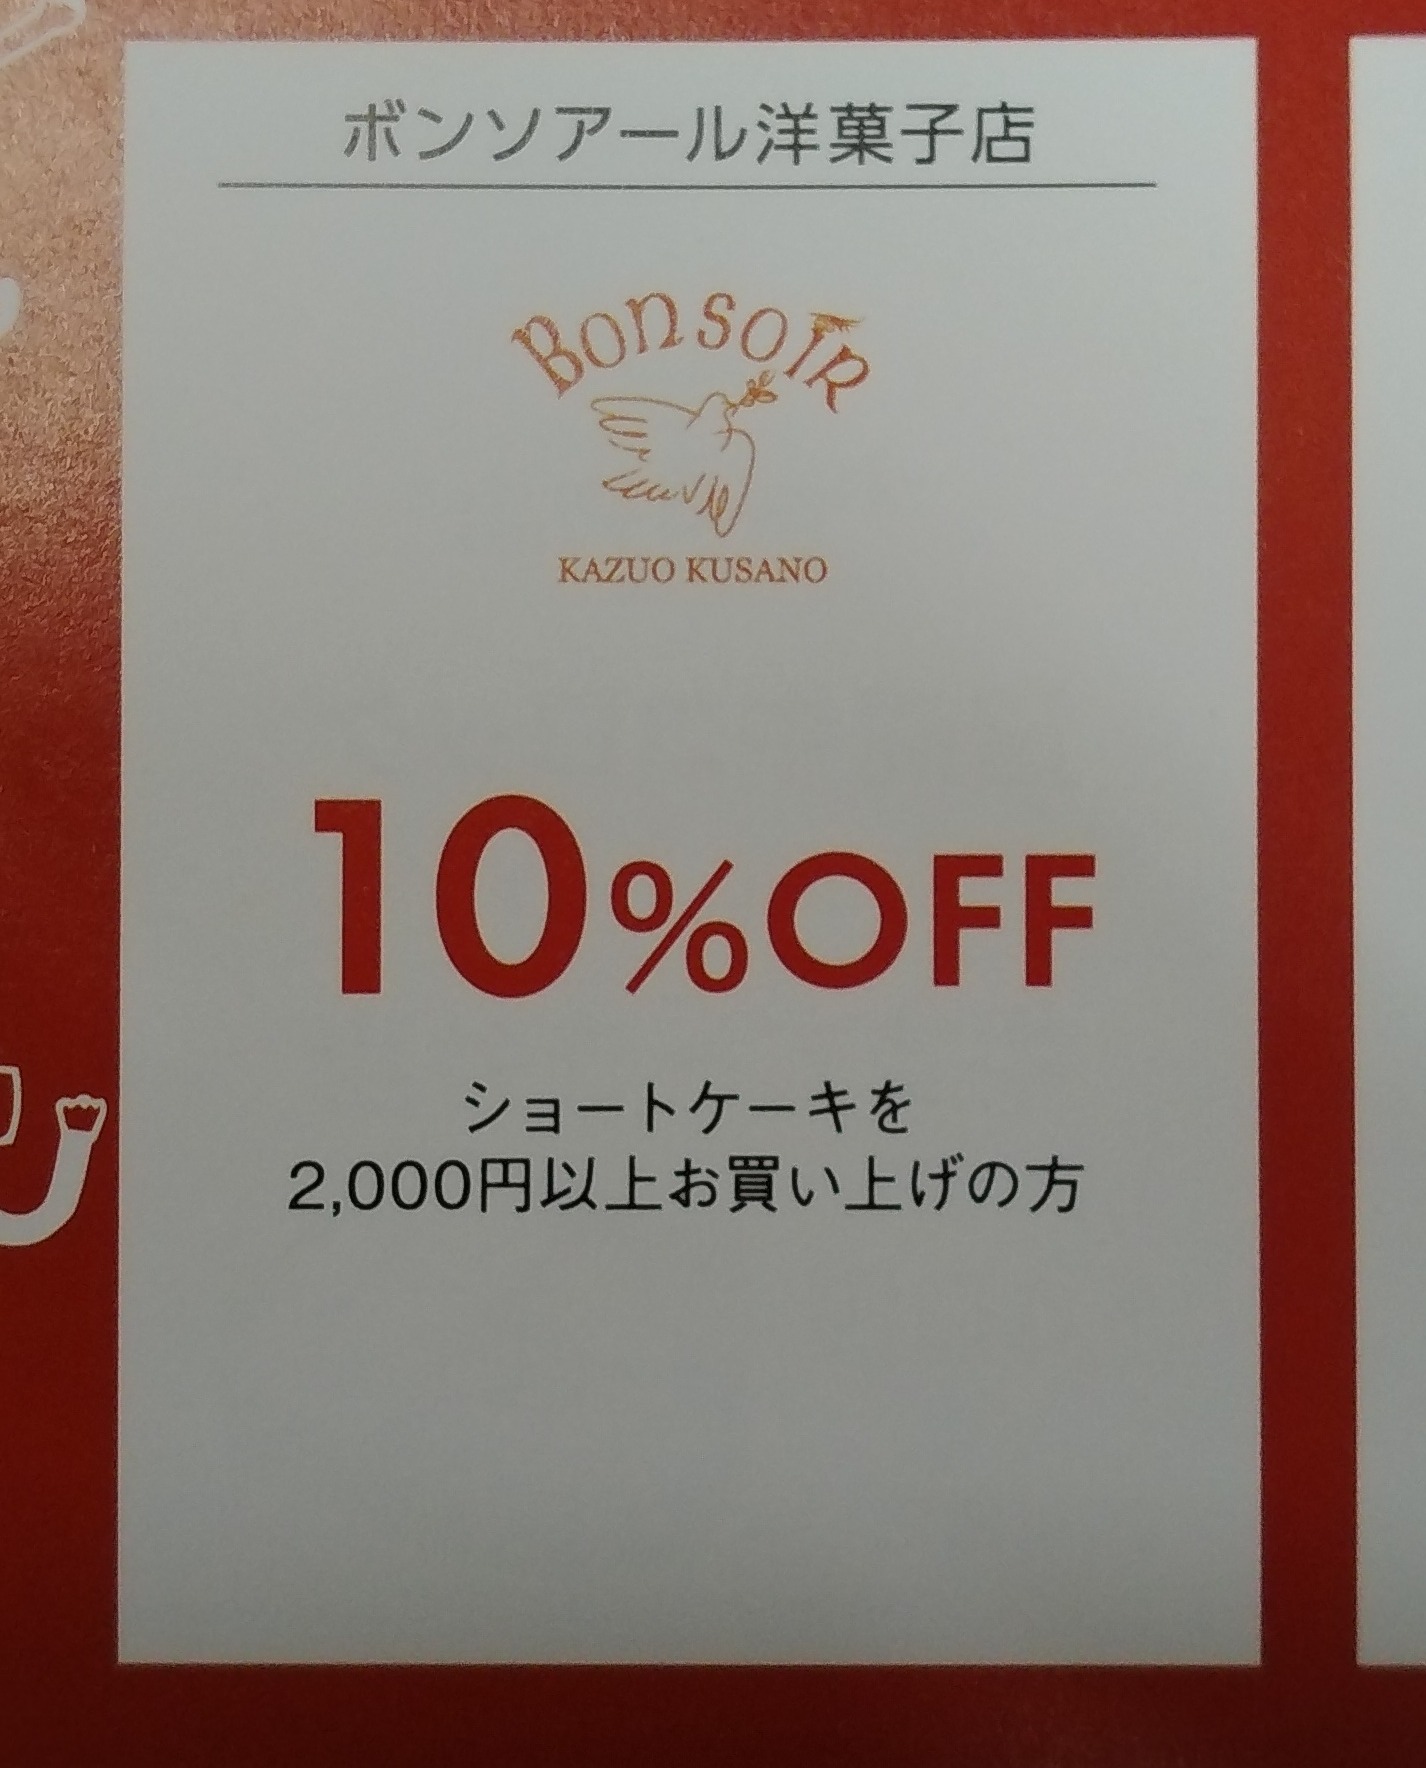 ボンソアール洋菓子店
Bonsoir
KAZUO KUSANO
10%OFF
ショートケーキを
2,000円以上お買い上げの方